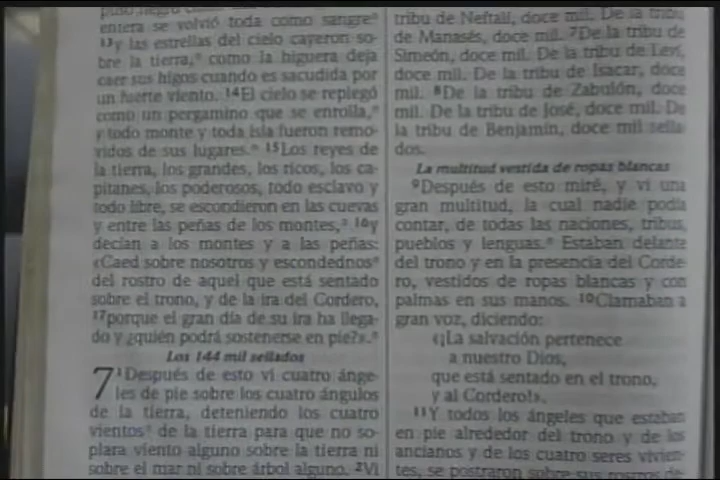 entera se volvió toda como sangre
13y las estrellas del cielo cayeron so-
bre la tierra, como la higuera deja
caer sus higos cuando es sacudida por
un fuerte viento. 14El cielo se replegó
como un pergamino que se enrolla,
y todo monte y toda isla fueron remo-
vidos de sus lugares. 15Los reyes de
la tierra, los grandes, los ricos, los ca-
pitanes, los poderosos, todo esclavo y
todo libre, se escondieron en las cuevas
y entre las peñas de los montes, 16y
decían a los montes y a las peñas:
«Caed sobre nosotros y escondednos
del rostro de aquel que está sentado
sobre el trono, y de la ira del Cordero,
17porque el gran día de su ira ha llega-
do y ¿quién podrá sostenerse en pie?».
Los 144 mil sellados
7 1Después de esto vi cuatro ánge-
les de pie sobre los cuatro ángulos
de la tierra, deteniendo los cuatro
vientos de la tierra para que no so-
plara viento alguno sobre la tierra ni
sobre el mar ni sobre árbol alguno. 2Vi
tribu de Neftalí, doce mil. De la tribu
de Manasés, doce mil. 7De la tribu de
Simeón, doce mil. De la tribu de Leví,
doce mil. De la tribu de Isacar, doce
mil. 8De la tribu de Zabulón, doce
mil. De la tribu de José, doce mil. De
la tribu de Benjamín, doce mil sella-
dos.
La multitud vestida de ropas blancas
9Después de esto miré, y vi una
gran multitud, la cual nadie podía
contar, de todas las naciones, tribus,
pueblos y lenguas. Estaban delante
del trono y en la presencia del Corde-
ro, vestidos de ropas blancas y con
palmas en sus manos. 10Clamaban a
gran voz, diciendo:
«¡La salvación pertenece
a nuestro Dios,
que está sentado en el trono,
y al Cordero!».
11Y todos los ángeles que estaban
en pie alrededor del trono y de los
ancianos y de los cuatro seres vivien-
tes, se postraron sobre sus rostros de-